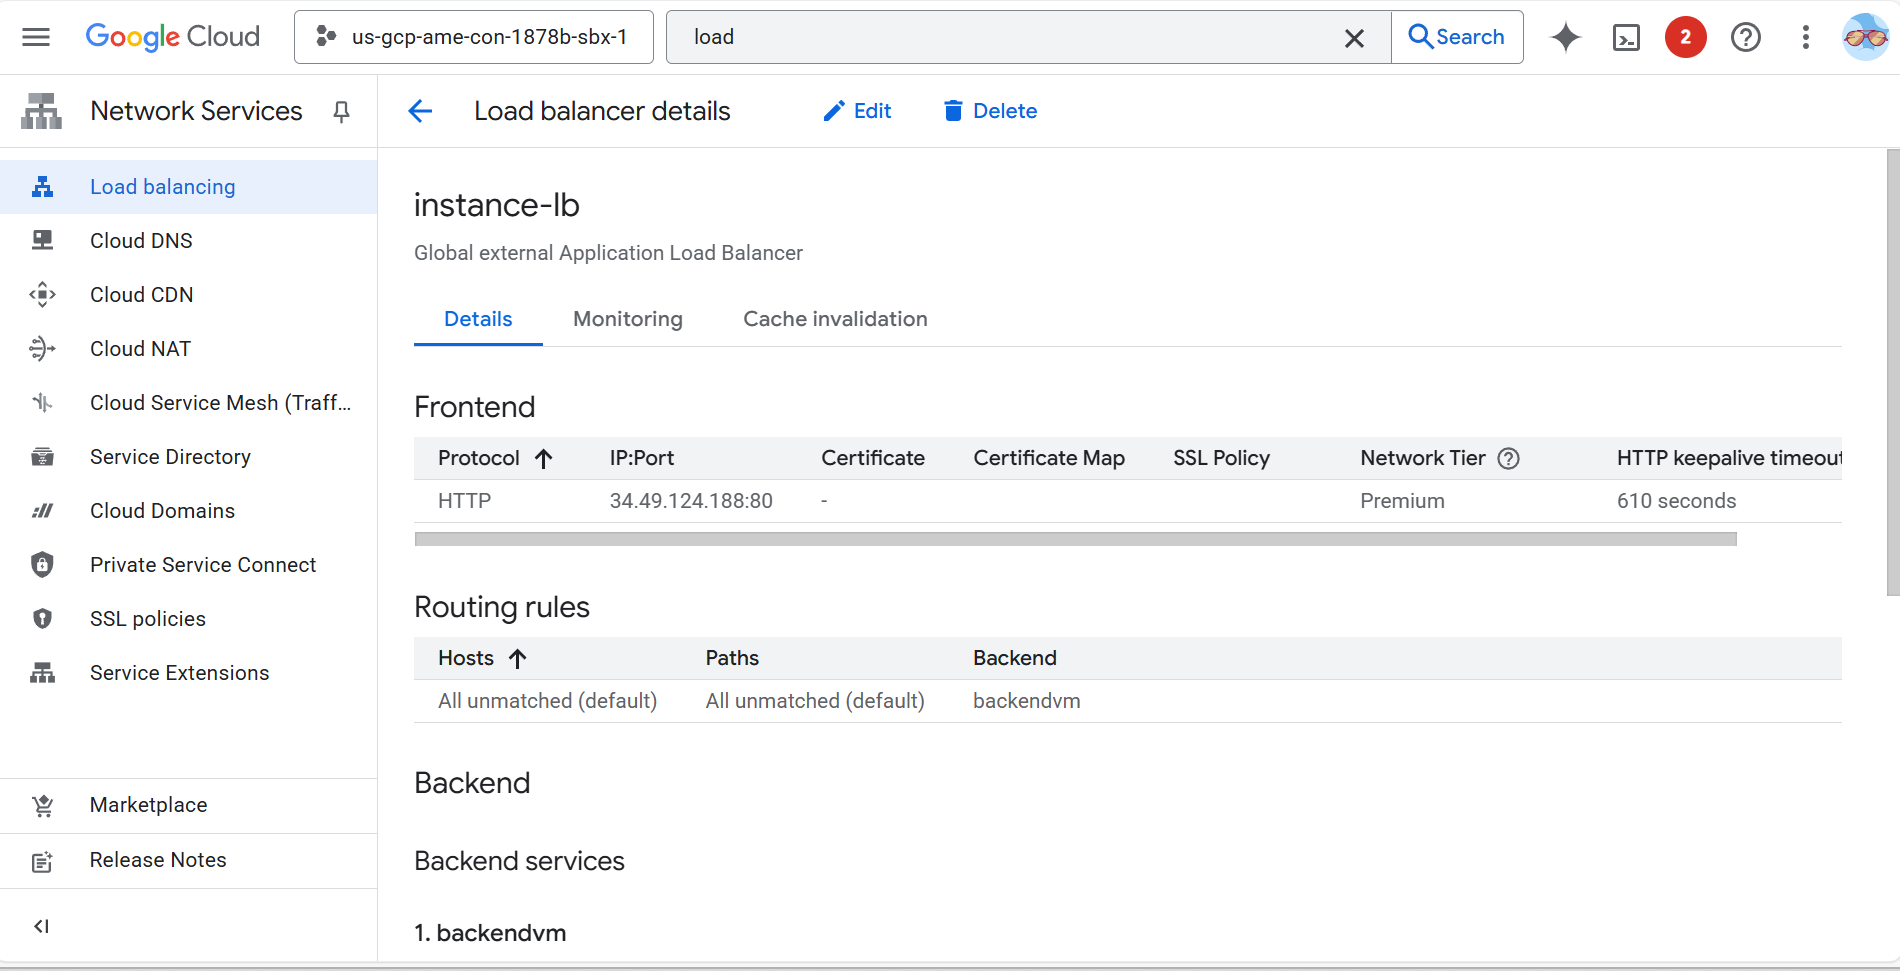 Google Cloud
us-gcp-ame-con-1878b-sbx-1
load
Search
2
Network Services
Load balancer details
Edit
Delete
Load balancing
Cloud DNS
Cloud CDN
Cloud NAT
Cloud Service Mesh (Traff...
Service Directory
Cloud Domains
Private Service Connect
SSL policies
Service Extensions
Marketplace
Release Notes
instance-lb
Global external Application Load Balancer
Details Monitoring Cache invalidation
Frontend
Protocol IP:Port Certificate Certificate Map SSL Policy Network Tier HTTP keepalive timeout
HTTP 34.49.124.188:80 - Premium 610 seconds
Routing rules
Hosts Paths Backend
All unmatched (default) All unmatched (default) backendvm
Backend
Backend services
1. backendvm